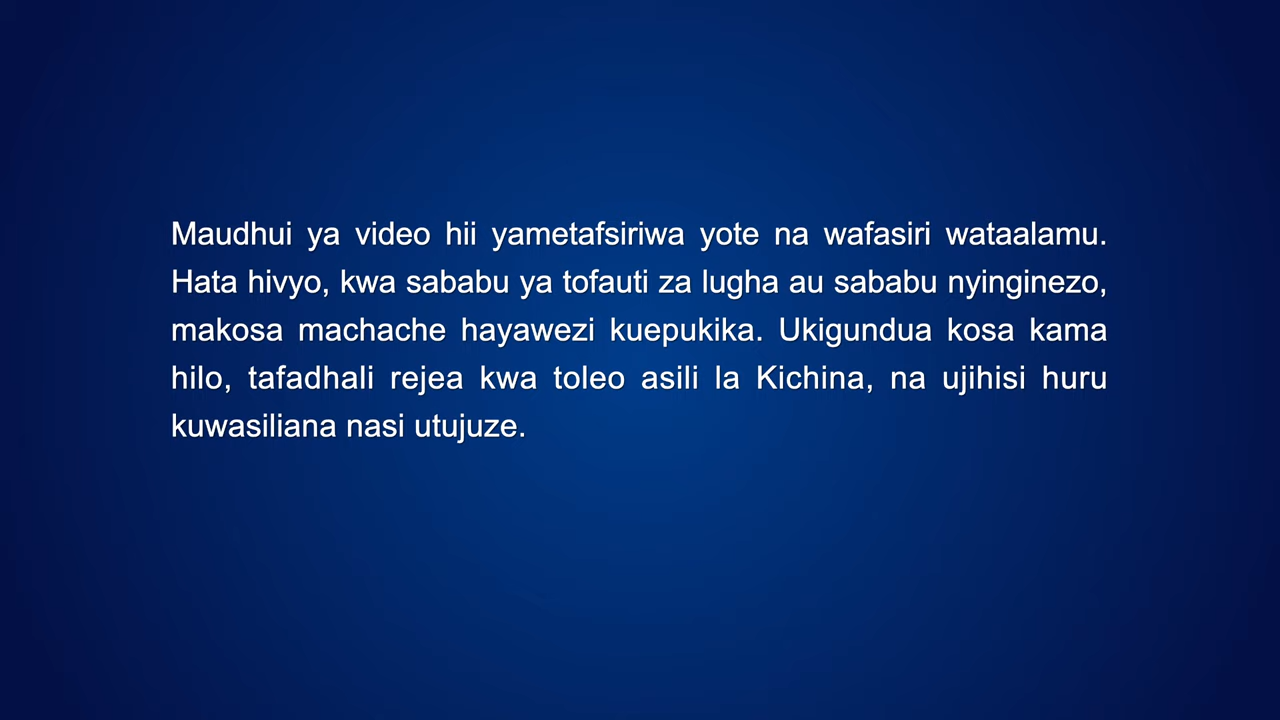 Maudhui ya video hii yametafsiriwa yote na wafasiri wataalamu.
Hata hivyo, kwa sababu ya tofauti za lugha au sababu nyinginezo,
makosa machache hayawezi kuepukika. Ukigundua kosa kama
hilo, tafadhali rejea kwa toleo asili la Kichina, na ujihisi huru
kuwasiliana nasi utujuze.